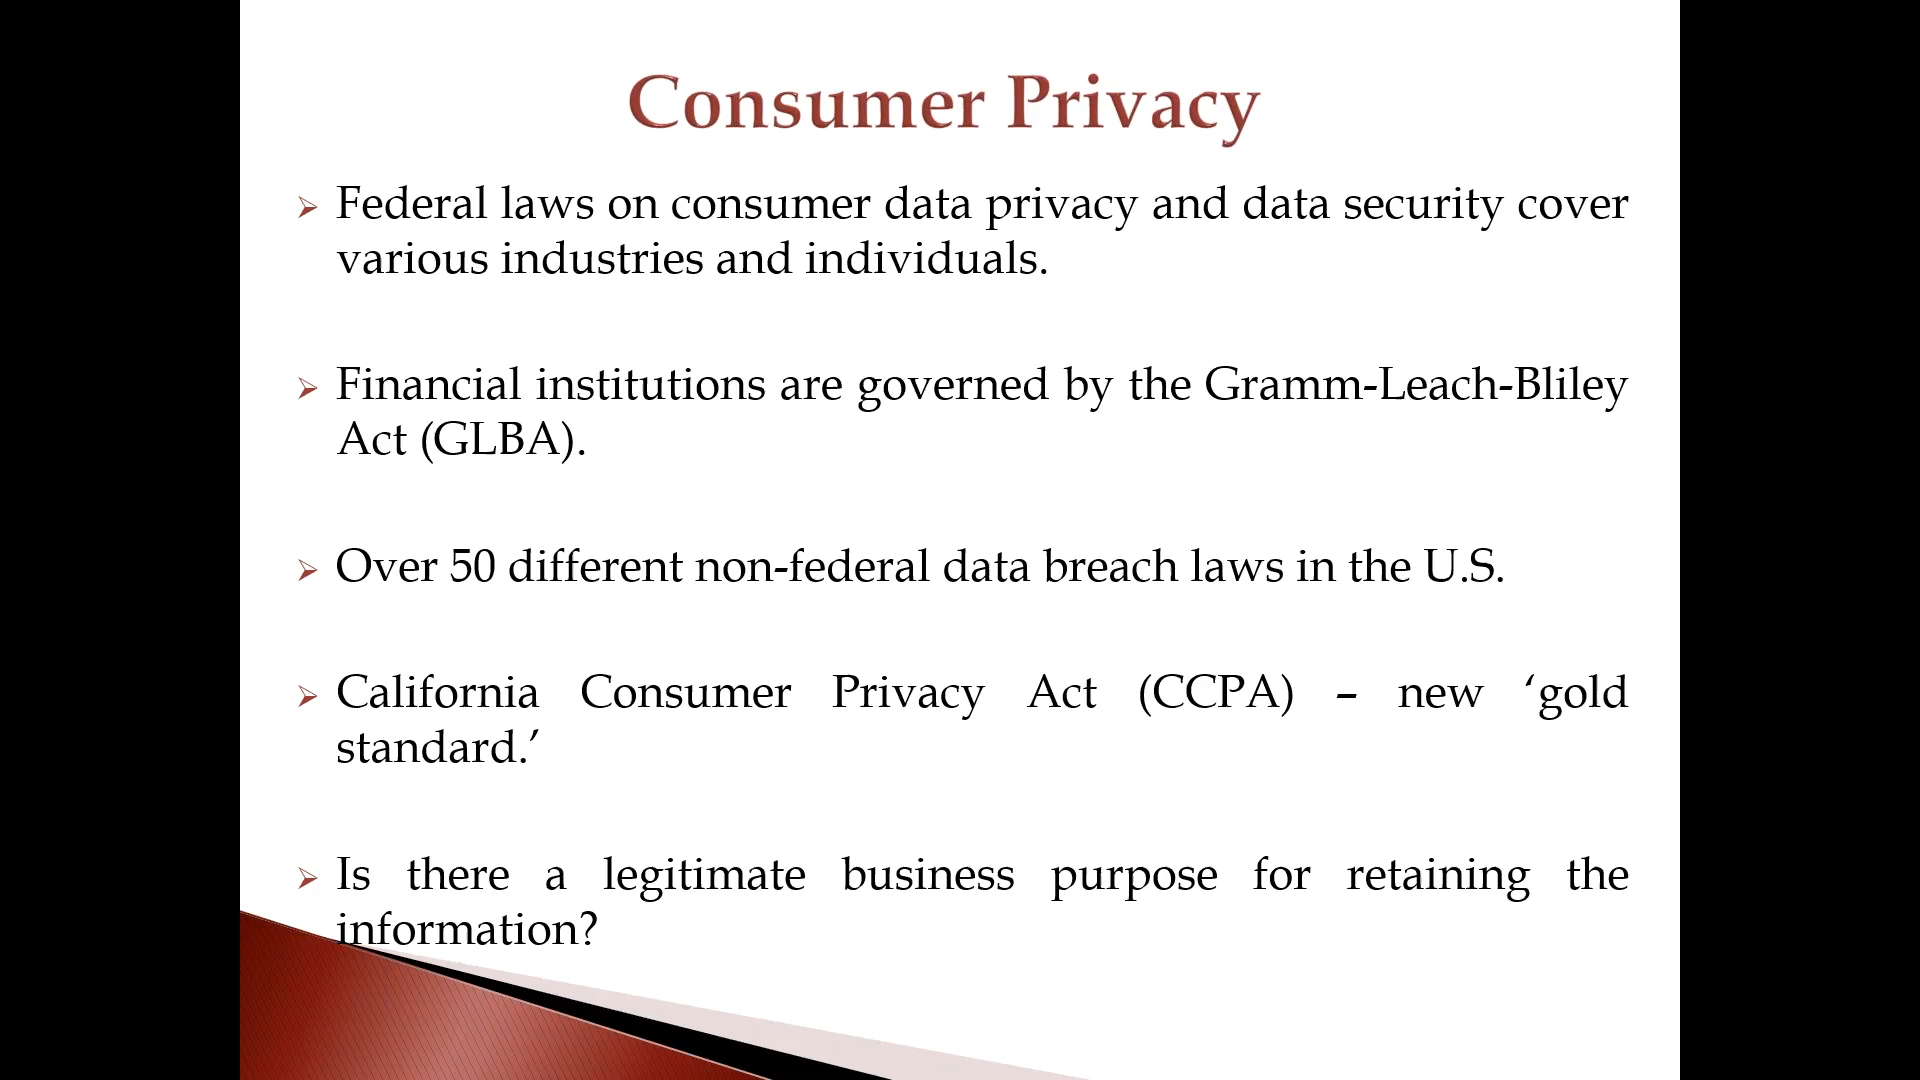 Consumer Privacy
Federal laws on consumer data privacy and data security cover
various industries and individuals.
Financial institutions are governed by the Gramm-Leach-Bliley
Act (GLBA).
Over 50 different non-federal data breach laws in the U.S.
California Consumer Privacy Act (CCPA) – new ‘gold
standard.’
Is there a legitimate business purpose for retaining the
information?